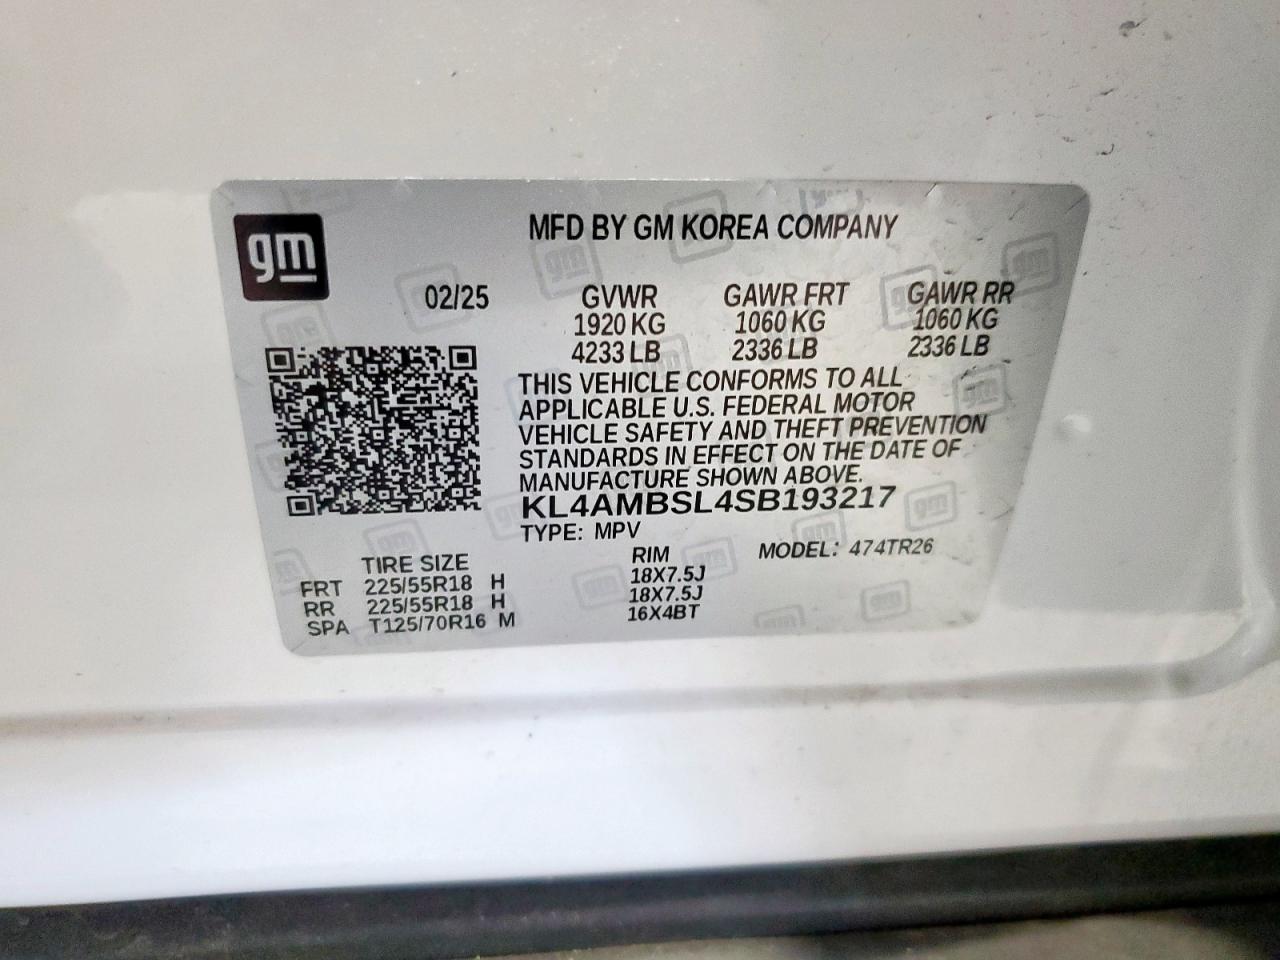 gm
MFD BY GM KOREA COMPANY
02/25 GVWR GAWR FRT GAWR RR
1920 KG 1060 KG 1060 KG
4233 LB 2336 LB 2336 LB
THIS VEHICLE CONFORMS TO ALL
APPLICABLE U.S. FEDERAL MOTOR
VEHICLE SAFETY AND THEFT PREVENTION
STANDARDS IN EFFECT ON THE DATE OF
MANUFACTURE SHOWN ABOVE.
KL4AMBSL4SB193217
TYPE: MPV
MODEL: 474TR26
TIRE SIZE RIM
FRT 225/55R18 H 18X7.5J
RR 225/55R18 H 18X7.5J
SPA T125/70R16 M 16X4BT